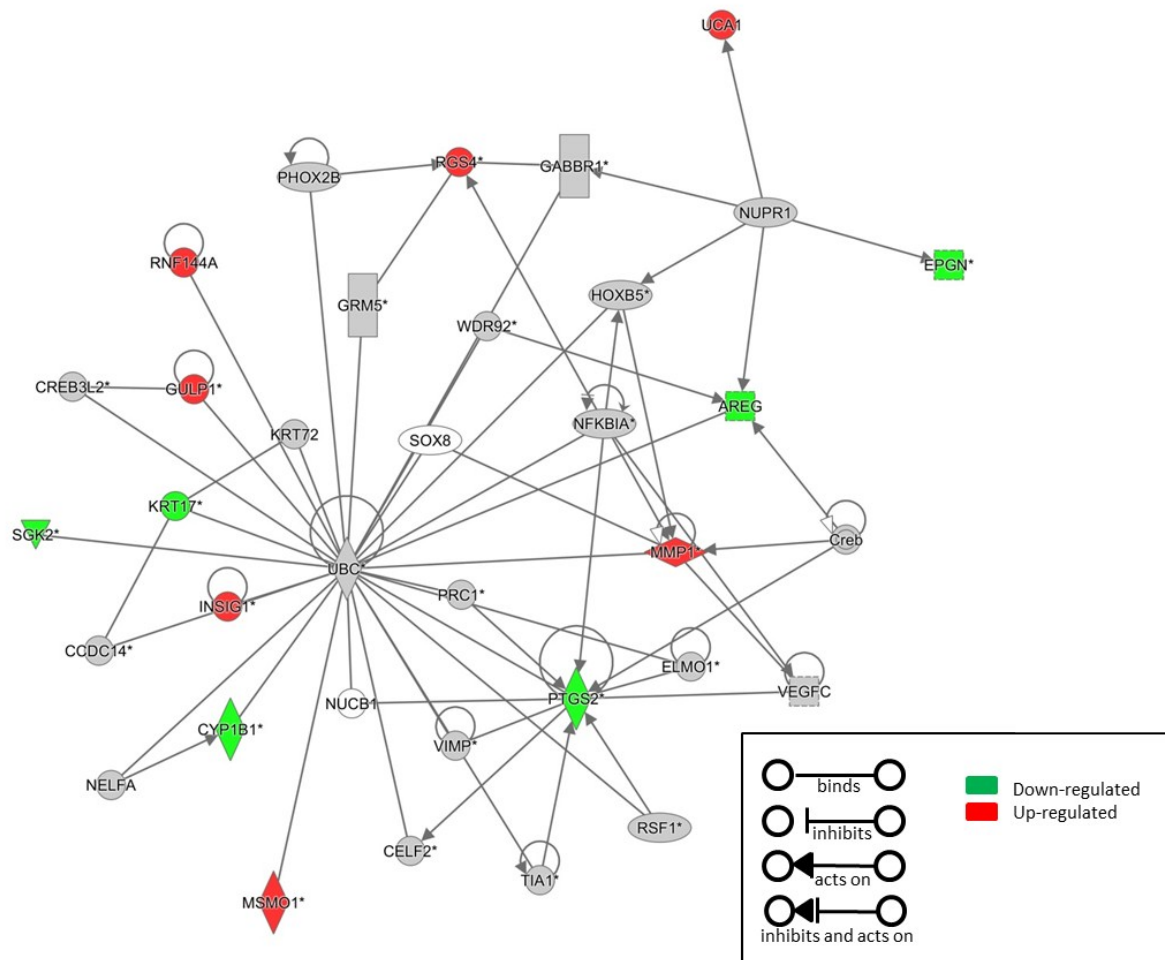 UCA1
RGS4*
GABBR1*
PHOX2B
NUPR1
RNF144A
EPGN*
HOXB5*
GRM5*
WDR92*
CREB3L2*
GULP1*
AREG
NFKBIA*
KRT72
SOX8
KRT17*
SGK2*
Creb
MMP1*
UBC*
PRC1*
INSIG1*
CCDC14*
ELMO1*
VEGFC
PTGS2*
NUCB1
CYP1B1*
VIMP*
NELFA
RSF1*
CELF2*
TIA1*
MSMO1*
binds
inhibits
acts on
inhibits and acts on
Down-regulated
Up-regulated